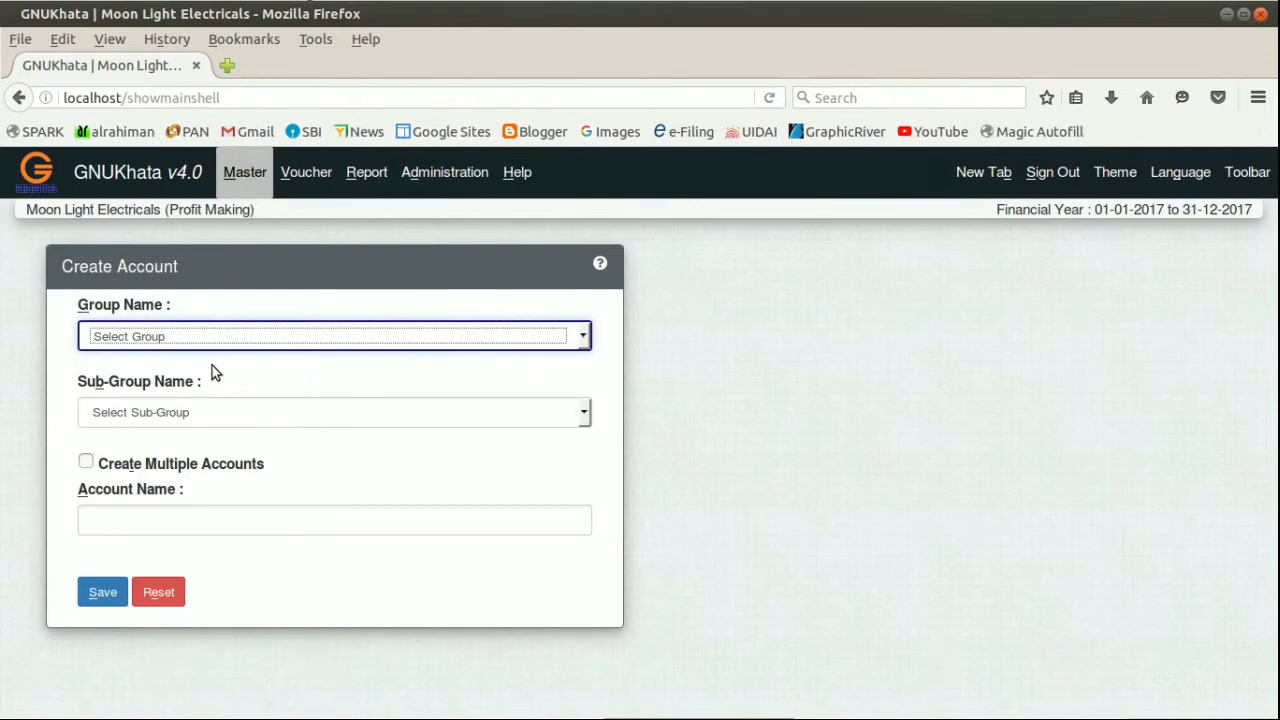 GNUKhata | Moon Light Electricals - Mozilla Firefox
File Edit View History Bookmarks Tools Help
GNUKhata | Moon Light...
localhost/showmainshell
Search
SPARK alrahiman PAN Gmail SBI News Google Sites Blogger Images e-Filing UIDAI GraphicRiver YouTube Magic Autofill
GNUKhata v4.0 Master Voucher Report Administration Help New Tab Sign Out Theme Language Toolbar
Moon Light Electricals (Profit Making) Financial Year : 01-01-2017 to 31-12-2017
Create Account
Group Name :
Select Group
Sub-Group Name :
Select Sub-Group
Create Multiple Accounts
Account Name :
Save Reset